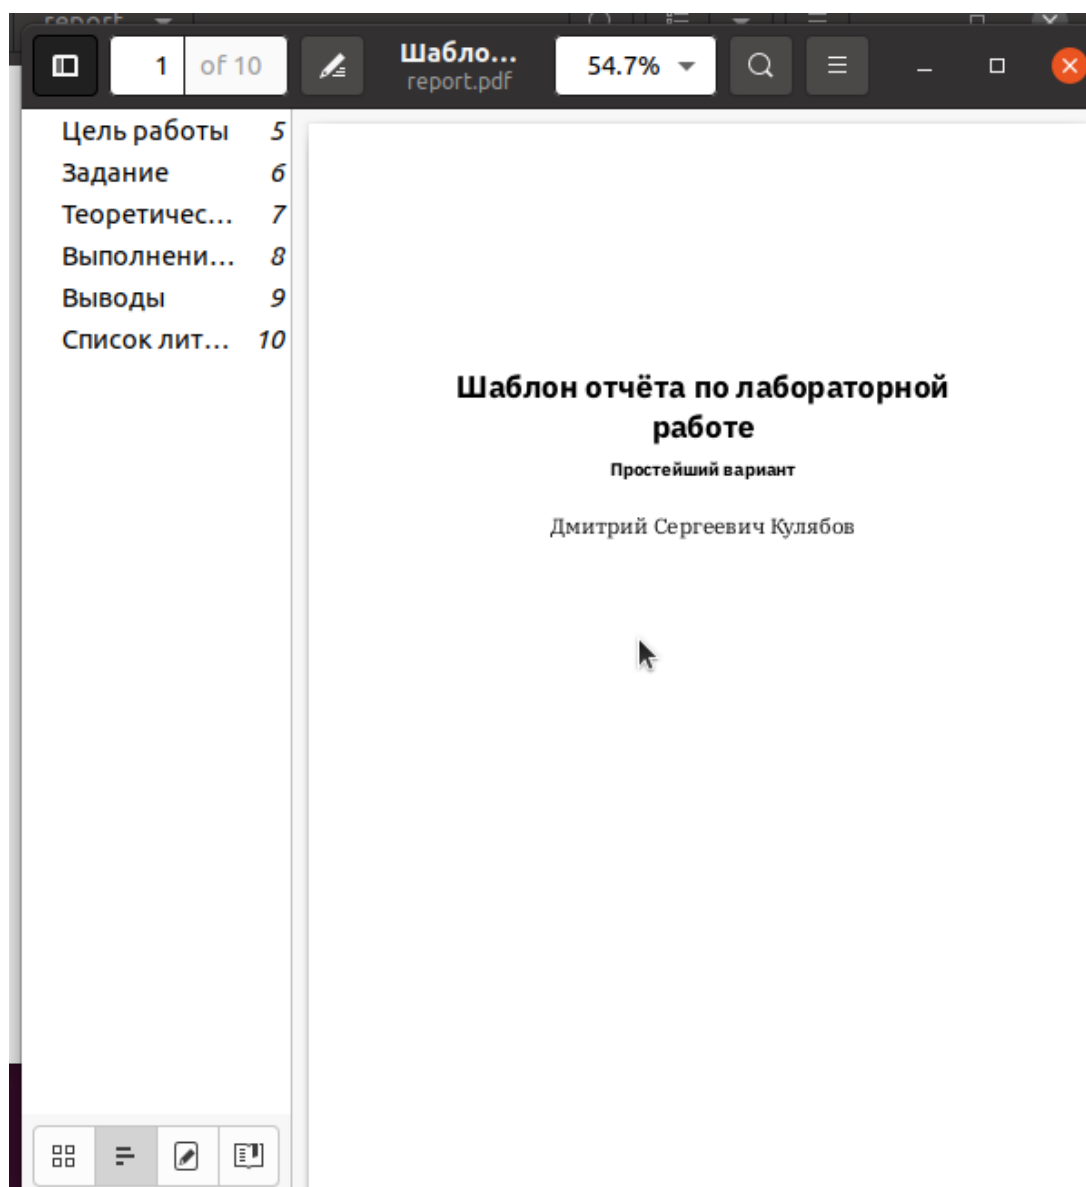 report
1 of 10
Шабло...
report.pdf
54.7%
Цель работы 5
Задание 6
Теоретичес... 7
Выполнени... 8
Выводы 9
Список лит... 10
Шаблон отчёта по лабораторной
работе
Простейший вариант
Дмитрий Сергеевич Кулябов